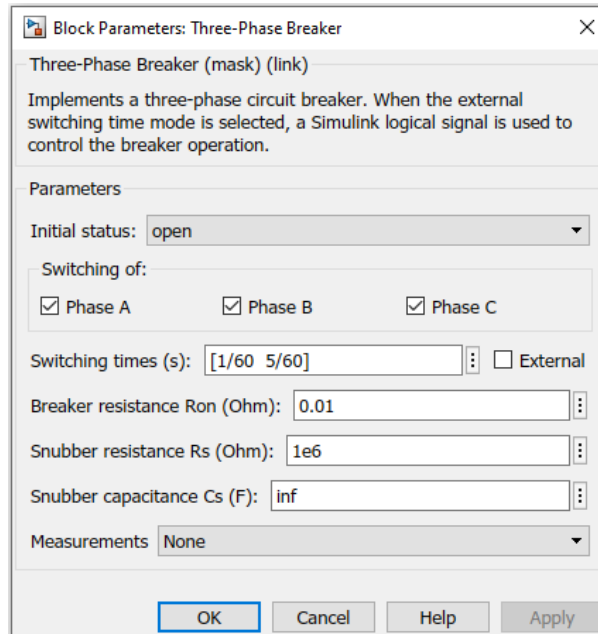 Block Parameters: Three-Phase Breaker
Three-Phase Breaker (mask) (link)
Implements a three-phase circuit breaker. When the external
switching time mode is selected, a Simulink logical signal is used to
control the breaker operation.
Parameters
Initial status: open
Switching of:
Phase A Phase B Phase C
Switching times (s): [1/60 5/60] External
Breaker resistance Ron (Ohm): 0.01
Snubber resistance Rs (Ohm): 1e6
Snubber capacitance Cs (F): inf
Measurements None
OK Cancel Help Apply